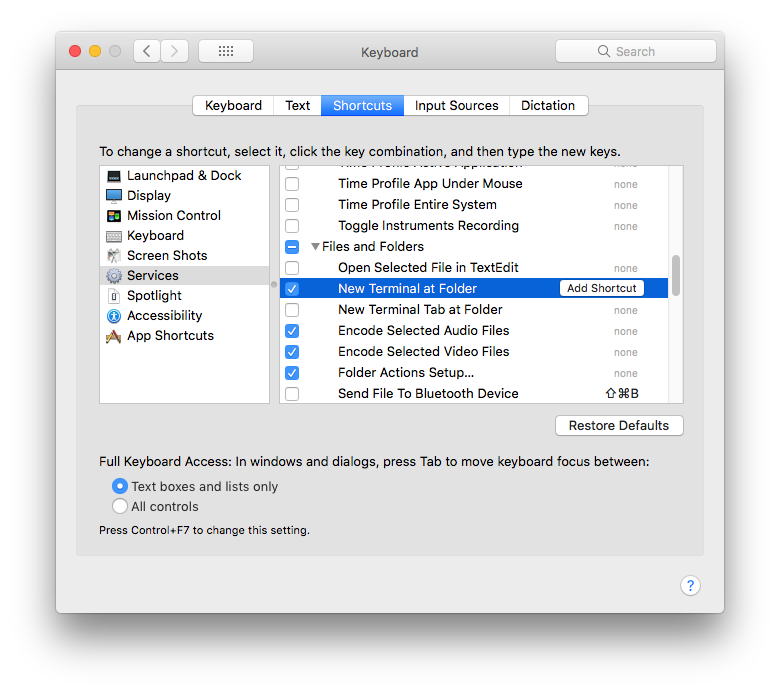 Keyboard
Search
Keyboard Text Shortcuts Input Sources Dictation
To change a shortcut, select it, click the key combination, and then type the new keys.
Launchpad & Dock
Display
Mission Control
Keyboard
Screen Shots
Services
Spotlight
Accessibility
App Shortcuts
Time Profile Active Application
Time Profile App Under Mouse none
Time Profile Entire System none
Toggle Instruments Recording none
Files and Folders
Open Selected File in TextEdit none
New Terminal at Folder Add Shortcut
New Terminal Tab at Folder none
Encode Selected Audio Files none
Encode Selected Video Files none
Folder Actions Setup... none
Send File To Bluetooth Device ⇧⌘B
Restore Defaults
Full Keyboard Access: In windows and dialogs, press Tab to move keyboard focus between:
Text boxes and lists only
All controls
Press Control+F7 to change this setting.
?